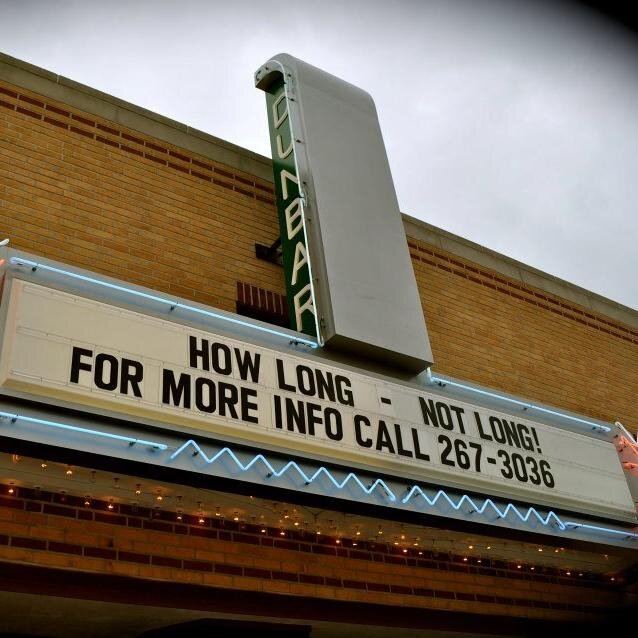 DUNBAR
HOW LONG - NOT LONG!
FOR MORE INFO CALL 267-3036